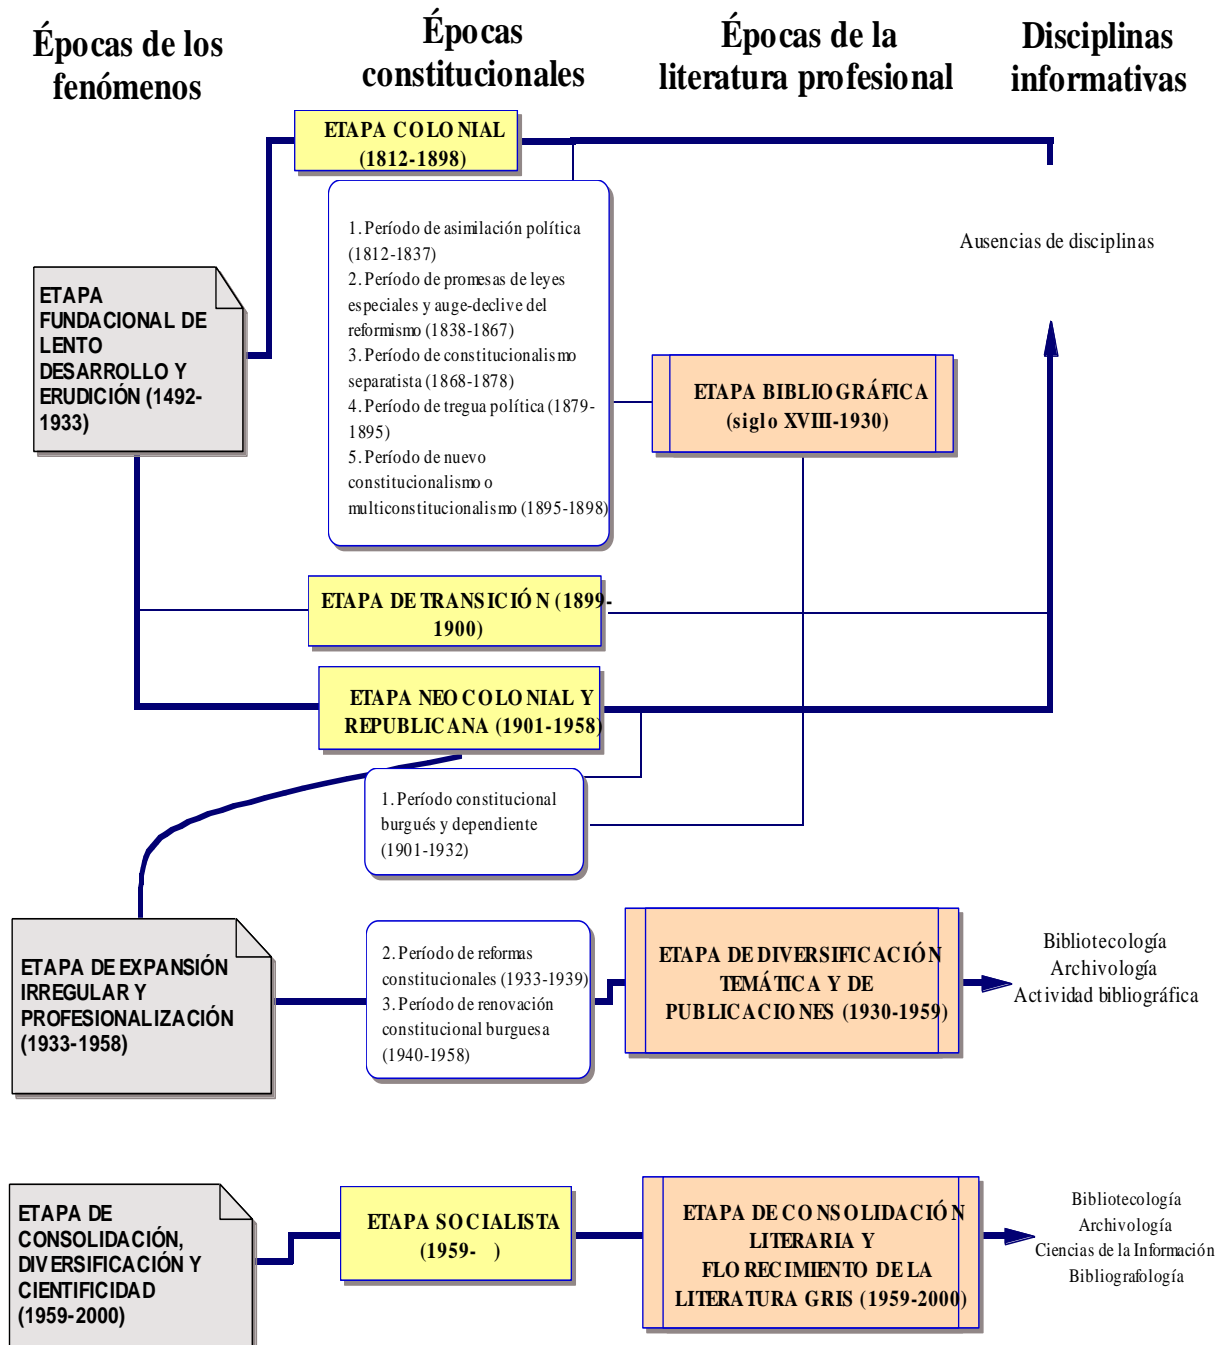 Épocas de los
fenómenos
Épocas
constitucionales
Épocas de la
literatura profesional
Disciplinas
informativas
ETAPA COLONIAL
(1812-1898)
1. Período de asimilación política
(1812-1837)
2. Período de promesas de leyes
especiales y auge-declive del
reformismo (1838-1867)
3. Período de constitucionalismo
separatista (1868-1878)
4. Período de tregua política (1879-
1895)
5. Período de nuevo
constitucionalismo o
multiconstitucionalismo (1895-1898)
Ausencias de disciplinas
ETAPA
FUNDACIONAL DE
LENTO
DESARROLLO Y
ERUDICIÓN (1492-
1933)
ETAPA BIBLIOGRÁFICA
(siglo XVIII-1930)
ETAPA DE TRANSICIÓN (1899-
1900)
ETAPA NEOCOLONIAL Y
REPUBLICANA (1901-1958)
1. Período constitucional
burgués y dependiente
(1901-1932)
ETAPA DE EXPANSIÓN
IRREGULAR Y
PROFESIONALIZACIÓN
(1933-1958)
2. Período de reformas
constitucionales (1933-1939)
3. Período de renovación
constitucional burguesa
(1940-1958)
ETAPA DE DIVERSIFICACIÓN
TEMÁTICA Y DE
PUBLICACIONES (1930-1959)
Bibliotecología
Archivología
Actividad bibliográfica
ETAPA DE
CONSOLIDACIÓN,
DIVERSIFICACIÓN Y
CIENTIFICIDAD
(1959-2000)
ETAPA SOCIALISTA
(1959- )
ETAPA DE CONSOLIDACIÓN
LITERARIA Y
FLORECIMIENTO DE LA
LITERATURA GRIS (1959-2000)
Bibliotecología
Archivología
Ciencias de la Información
Bibliografología